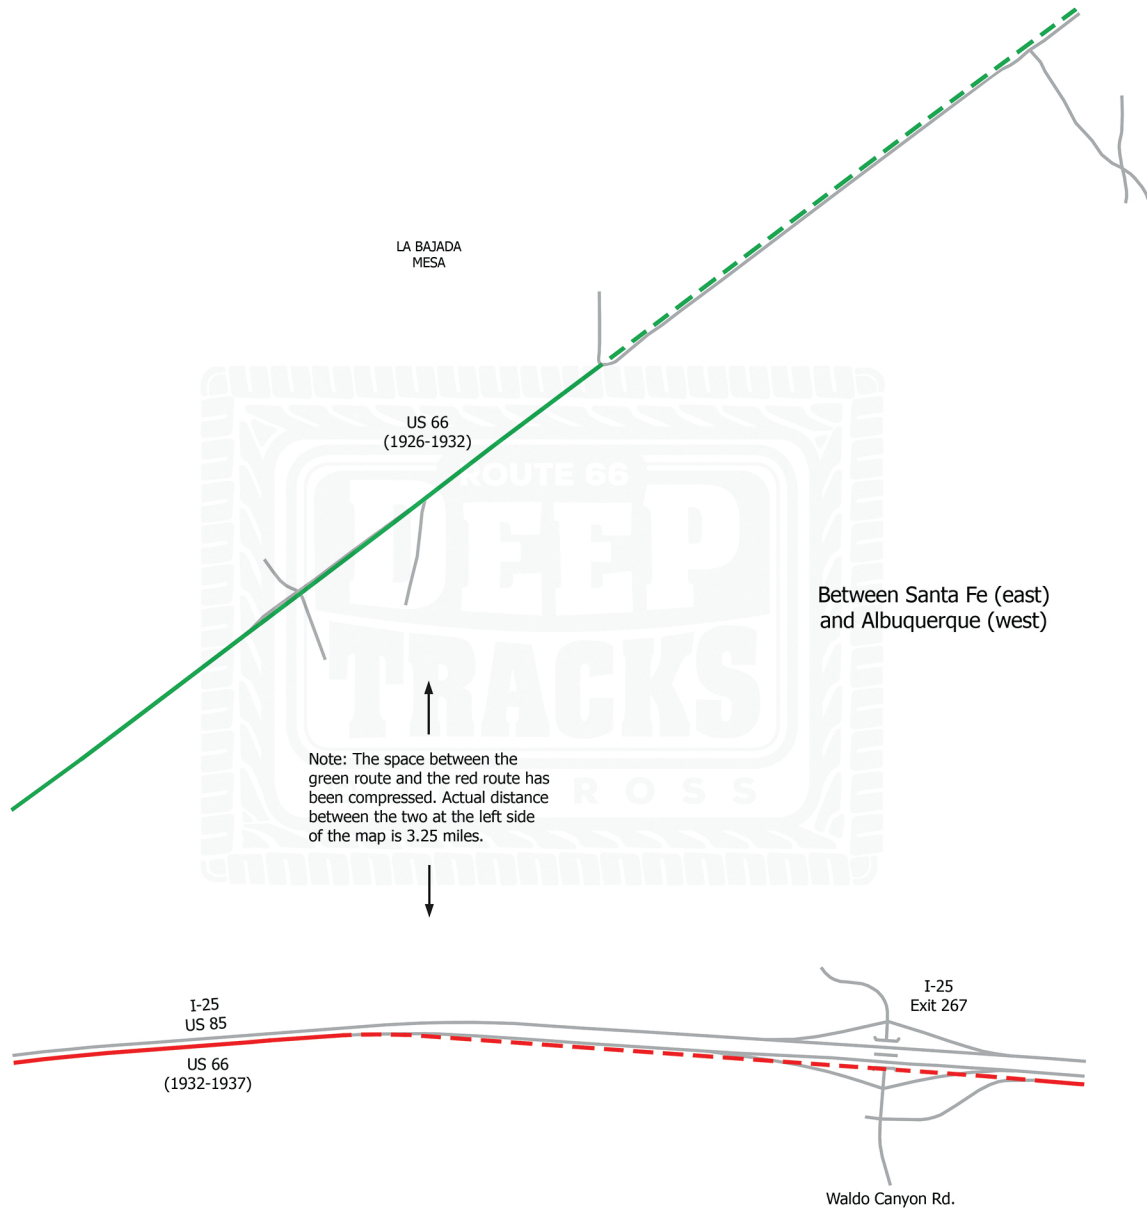 LA BAJADA
MESA
US 66
(1926-1932)
ROUTE 66
DEEP
TRACKS
Between Santa Fe (east)
and Albuquerque (west)
Note: The space between the
green route and the red route has
been compressed. Actual distance
between the two at the left side
of the map is 3.25 miles.
I-25
US 85
US 66
(1932-1937)
I-25
Exit 267
Waldo Canyon Rd.